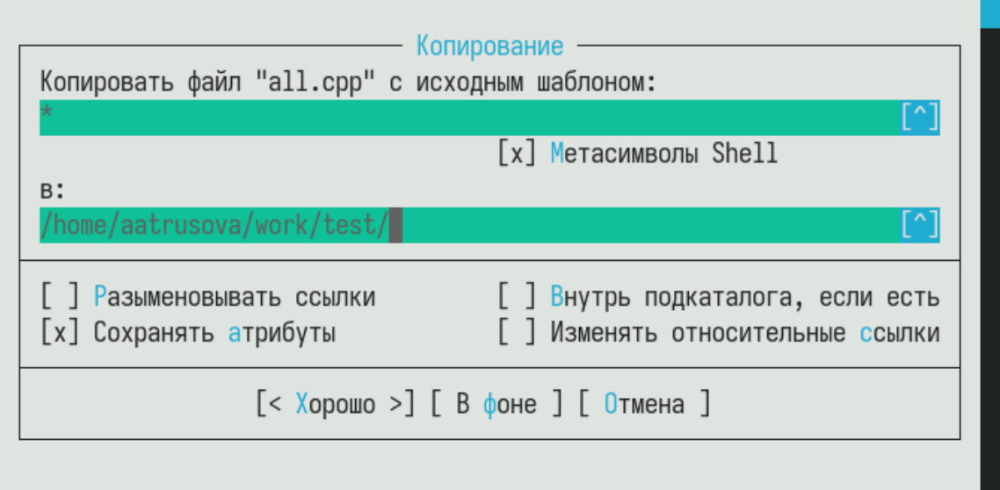 Копирование
Копировать файл "all.cpp" с исходным шаблоном:
* [^]
[x] Метасимволы Shell
в:
/home/aatrusova/work/test/ [^]
[ ] Разыменовывать ссылки [ ] Внутрь подкаталога, если есть
[x] Сохранять атрибуты [ ] Изменять относительные ссылки
[< Хорошо >] [ В фоне ] [ Отмена ]